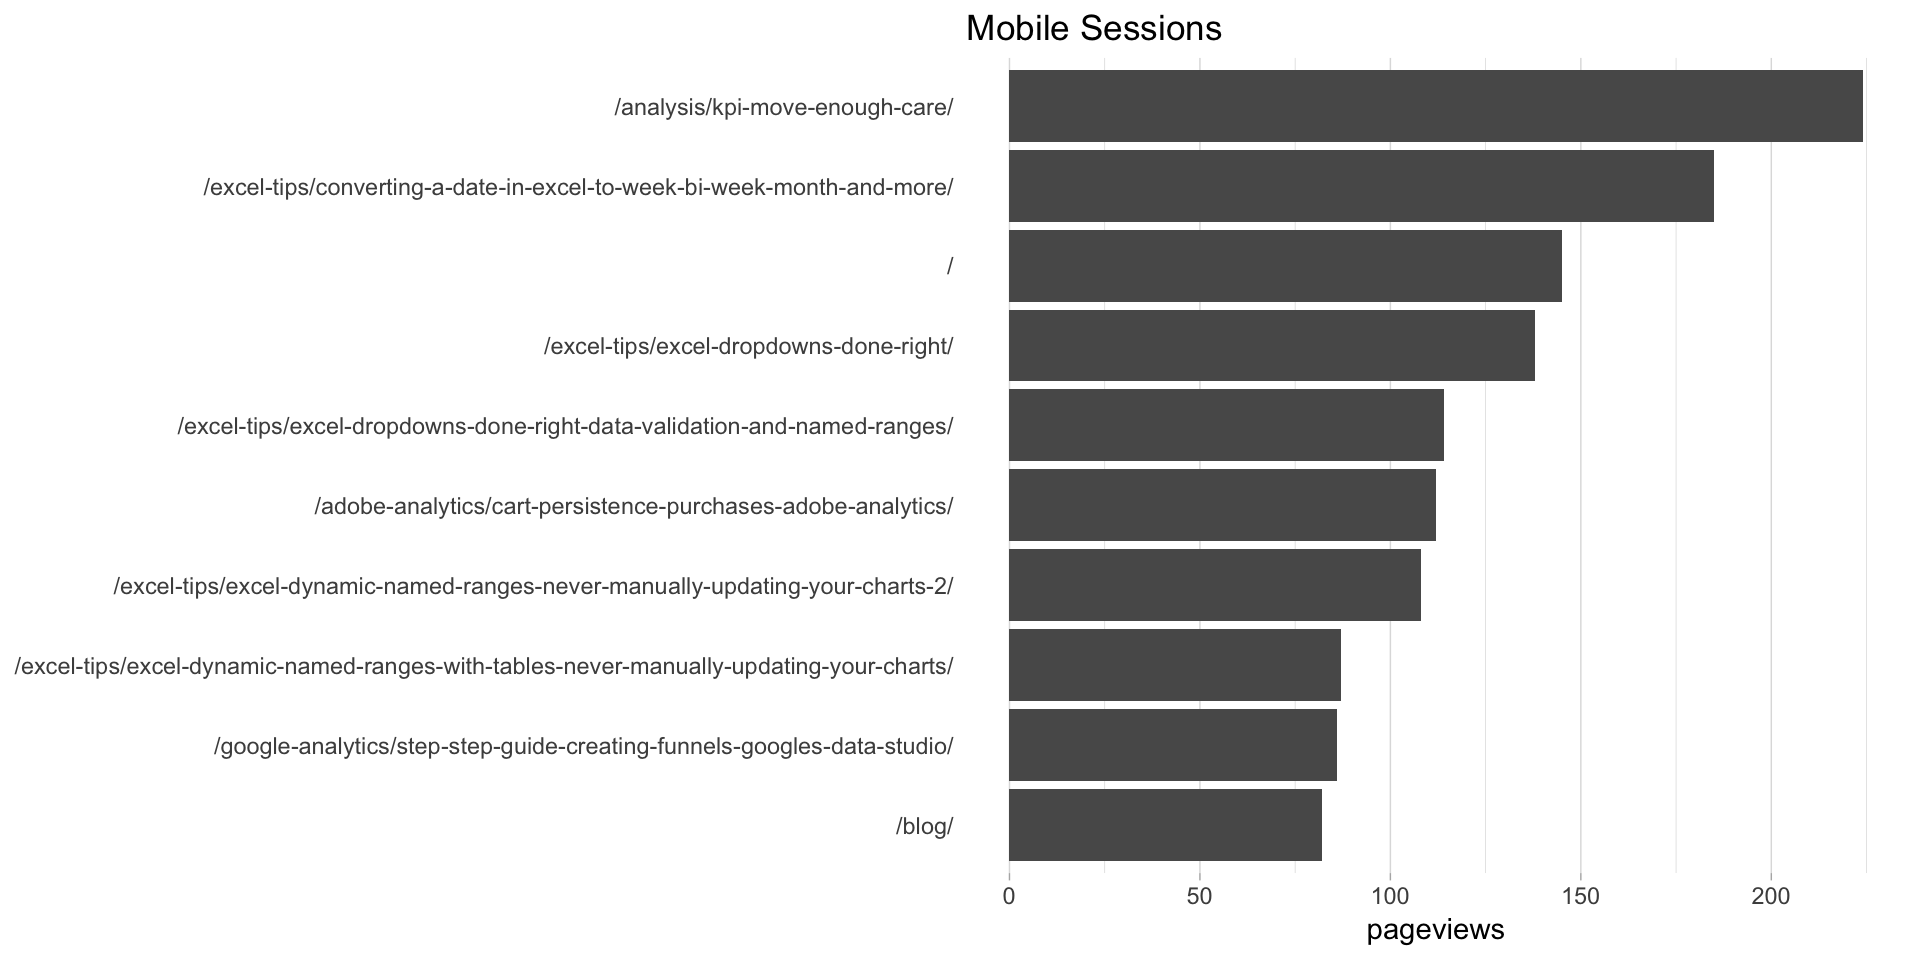 Mobile Sessions
/analysis/kpi-move-enough-care/
/excel-tips/converting-a-date-in-excel-to-week-bi-week-month-and-more/
/
/excel-tips/excel-dropdowns-done-right/
/excel-tips/excel-dropdowns-done-right-data-validation-and-named-ranges/
/adobe-analytics/cart-persistence-purchases-adobe-analytics/
/excel-tips/excel-dynamic-named-ranges-never-manually-updating-your-charts-2/
/excel-tips/excel-dynamic-named-ranges-with-tables-never-manually-updating-your-charts/
/google-analytics/step-step-guide-creating-funnels-googles-data-studio/
/blog/
0 50 100 150 200
pageviews